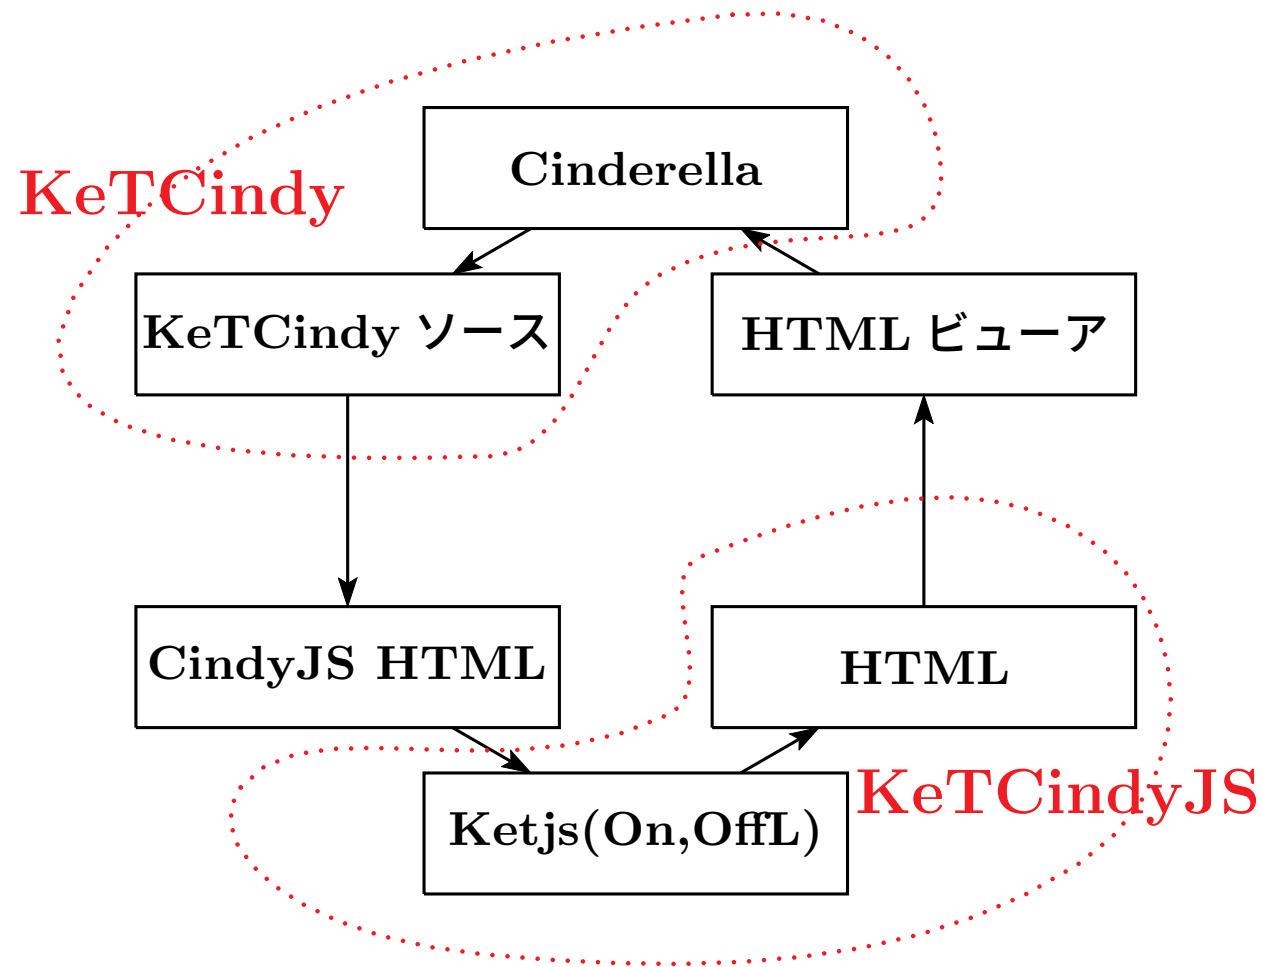 Cinderella
KeTCindy
KeTCindy ソース
HTML ビューア
CindyJS HTML
HTML
KeTCindyJS
Ketjs(On,OffL)